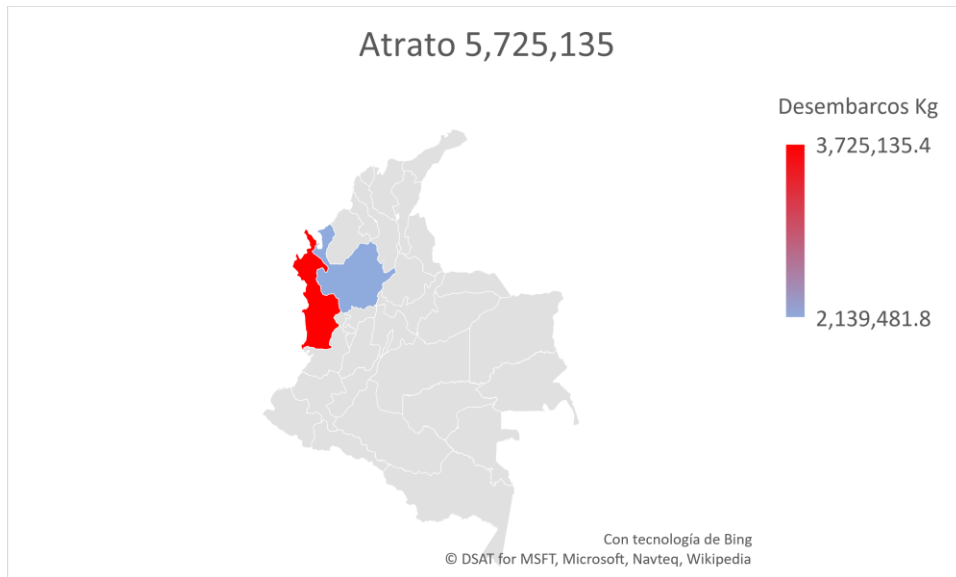 Atrato 5,725,135
Desembarcos Kg
3,725,135.4
2,139,481.8
Con tecnología de Bing
© DSAT for MSFT, Microsoft, Navteq, Wikipedia